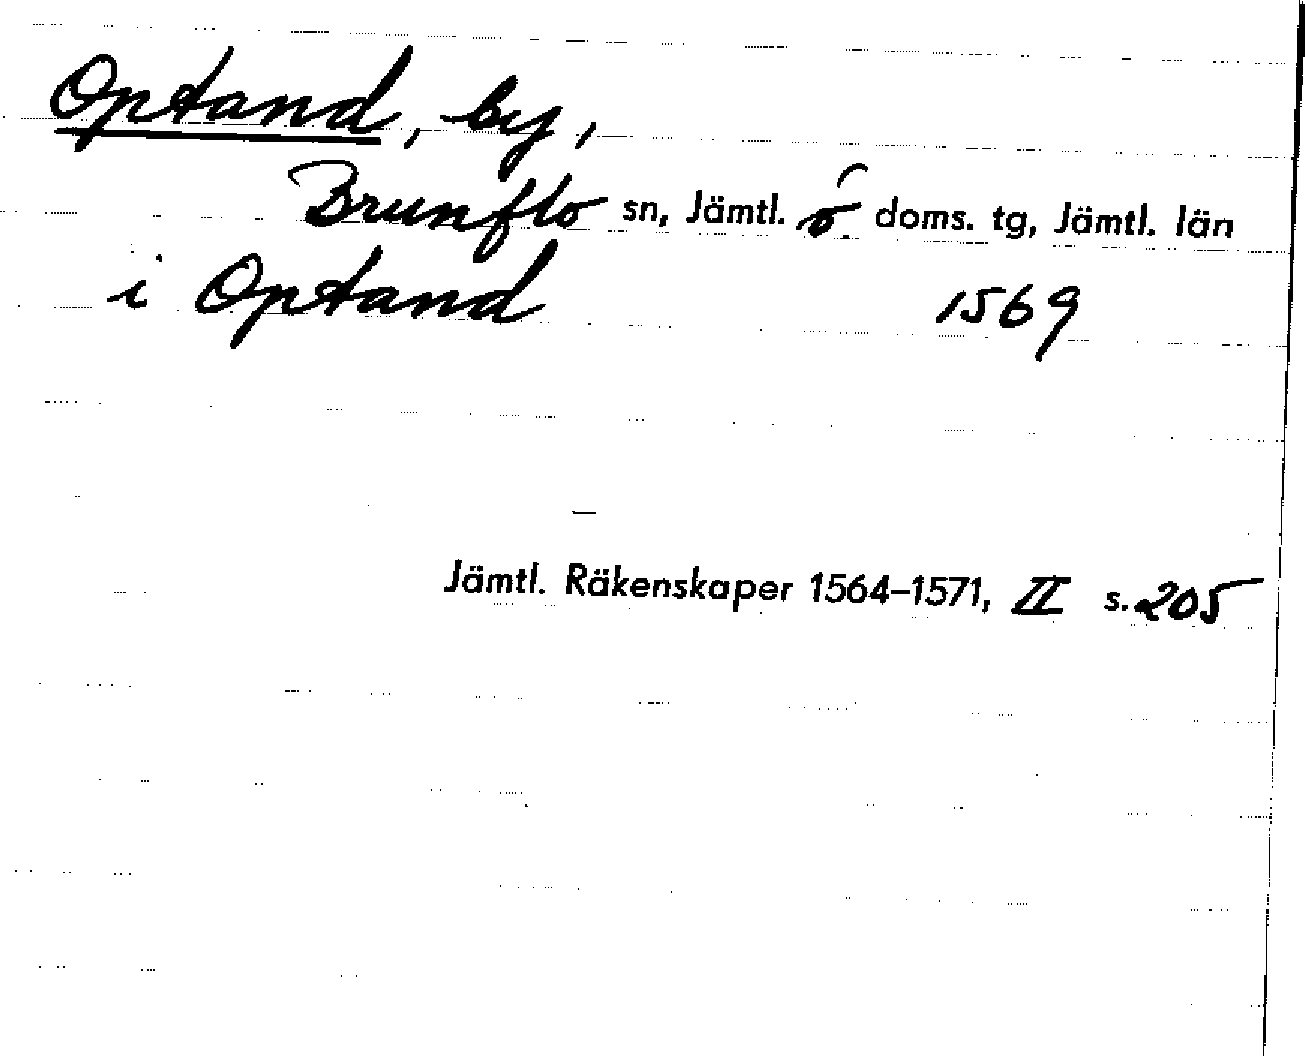 Optand, by,
Brunflo sn, Jämtl. ö. doms. tg, Jämtl. län
i Optand 1569
Jämtl. Räkenskaper 1564–1571, II s. 205